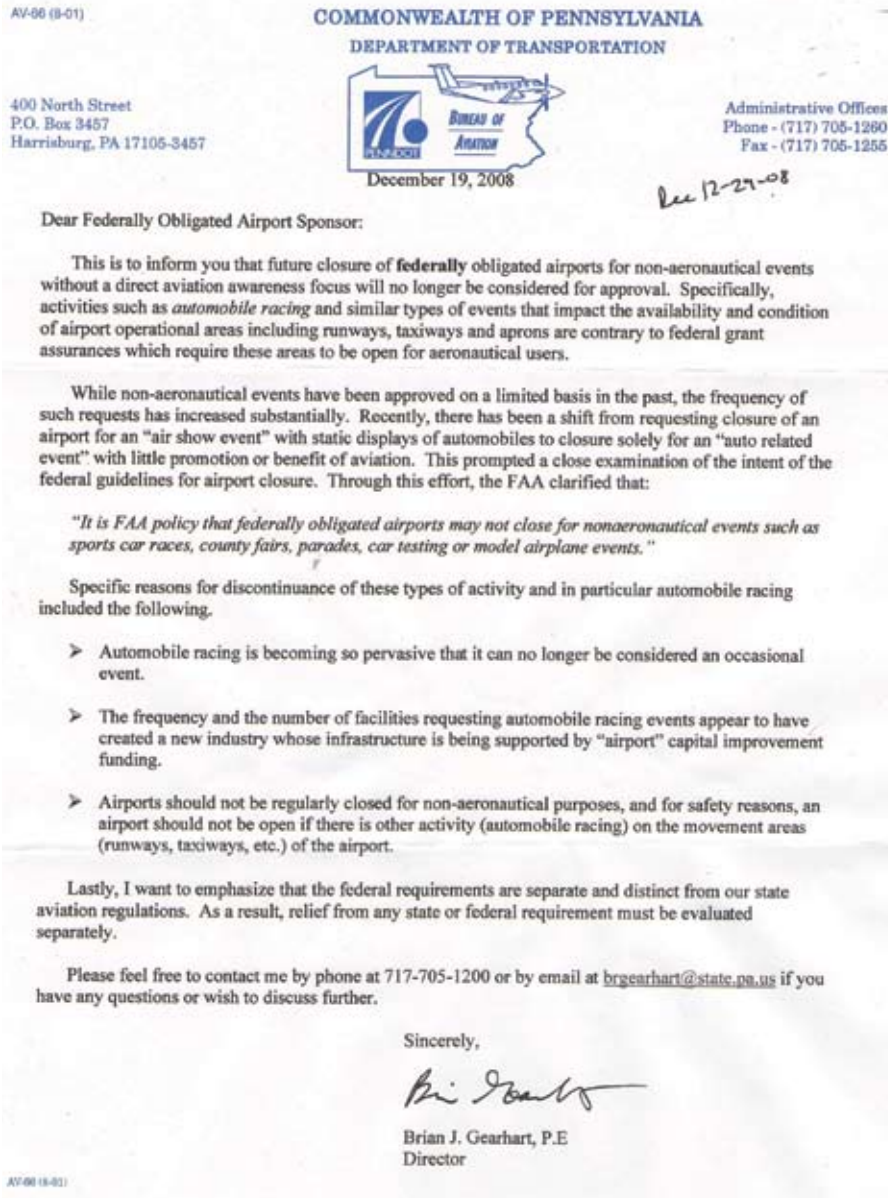 AV-66 (8-01)
COMMONWEALTH OF PENNSYLVANIA
DEPARTMENT OF TRANSPORTATION
400 North Street
P.O. Box 3457
Harrisburg, PA 17105-3457
PENNDOT
BUREAU OF
AVIATION
Administrative Offices
Phone - (717) 705-1260
Fax - (717) 705-1255
December 19, 2008
Rec 12-29-08
Dear Federally Obligated Airport Sponsor:
This is to inform you that future closure of federally obligated airports for non-aeronautical events
without a direct aviation awareness focus will no longer be considered for approval. Specifically,
activities such as automobile racing and similar types of events that impact the availability and condition
of airport operational areas including runways, taxiways and aprons are contrary to federal grant
assurances which require these areas to be open for aeronautical users.
While non-aeronautical events have been approved on a limited basis in the past, the frequency of
such requests has increased substantially. Recently, there has been a shift from requesting closure of an
airport for an “air show event” with static displays of automobiles to closure solely for an “auto related
event” with little promotion or benefit of aviation. This prompted a close examination of the intent of the
federal guidelines for airport closure. Through this effort, the FAA clarified that:
“It is FAA policy that federally obligated airports may not close for nonaeronautical events such as
sports car races, county fairs, parades, car testing or model airplane events.”
Specific reasons for discontinuance of these types of activity and in particular automobile racing
included the following.
➤ Automobile racing is becoming so pervasive that it can no longer be considered an occasional
event.
➤ The frequency and the number of facilities requesting automobile racing events appear to have
created a new industry whose infrastructure is being supported by “airport” capital improvement
funding.
➤ Airports should not be regularly closed for non-aeronautical purposes, and for safety reasons, an
airport should not be open if there is other activity (automobile racing) on the movement areas
(runways, taxiways, etc.) of the airport.
Lastly, I want to emphasize that the federal requirements are separate and distinct from our state
aviation regulations. As a result, relief from any state or federal requirement must be evaluated
separately.
Please feel free to contact me by phone at 717-705-1200 or by email at brgearhart@state.pa.us if you
have any questions or wish to discuss further.
Sincerely,
Brian J. Gearhart, P.E
Director
AV-66 (8-01)